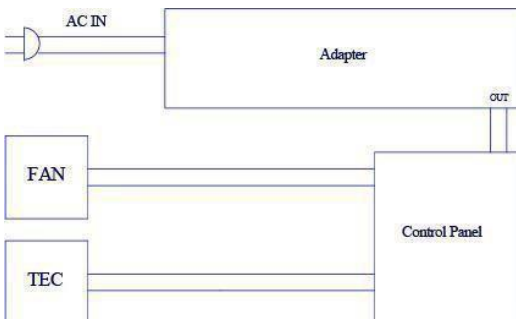 AC IN
Adapter
OUT
FAN
Control Panel
TEC